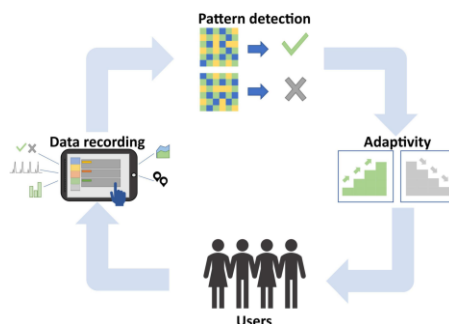 Pattern detection
Data recording
Adaptivity
Users